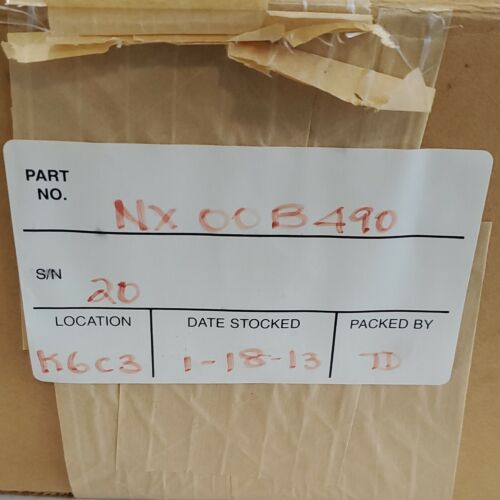 PART
NO. NX 00B490
S/N 20
LOCATION DATE STOCKED PACKED BY
K6C3 1-18-13 TD